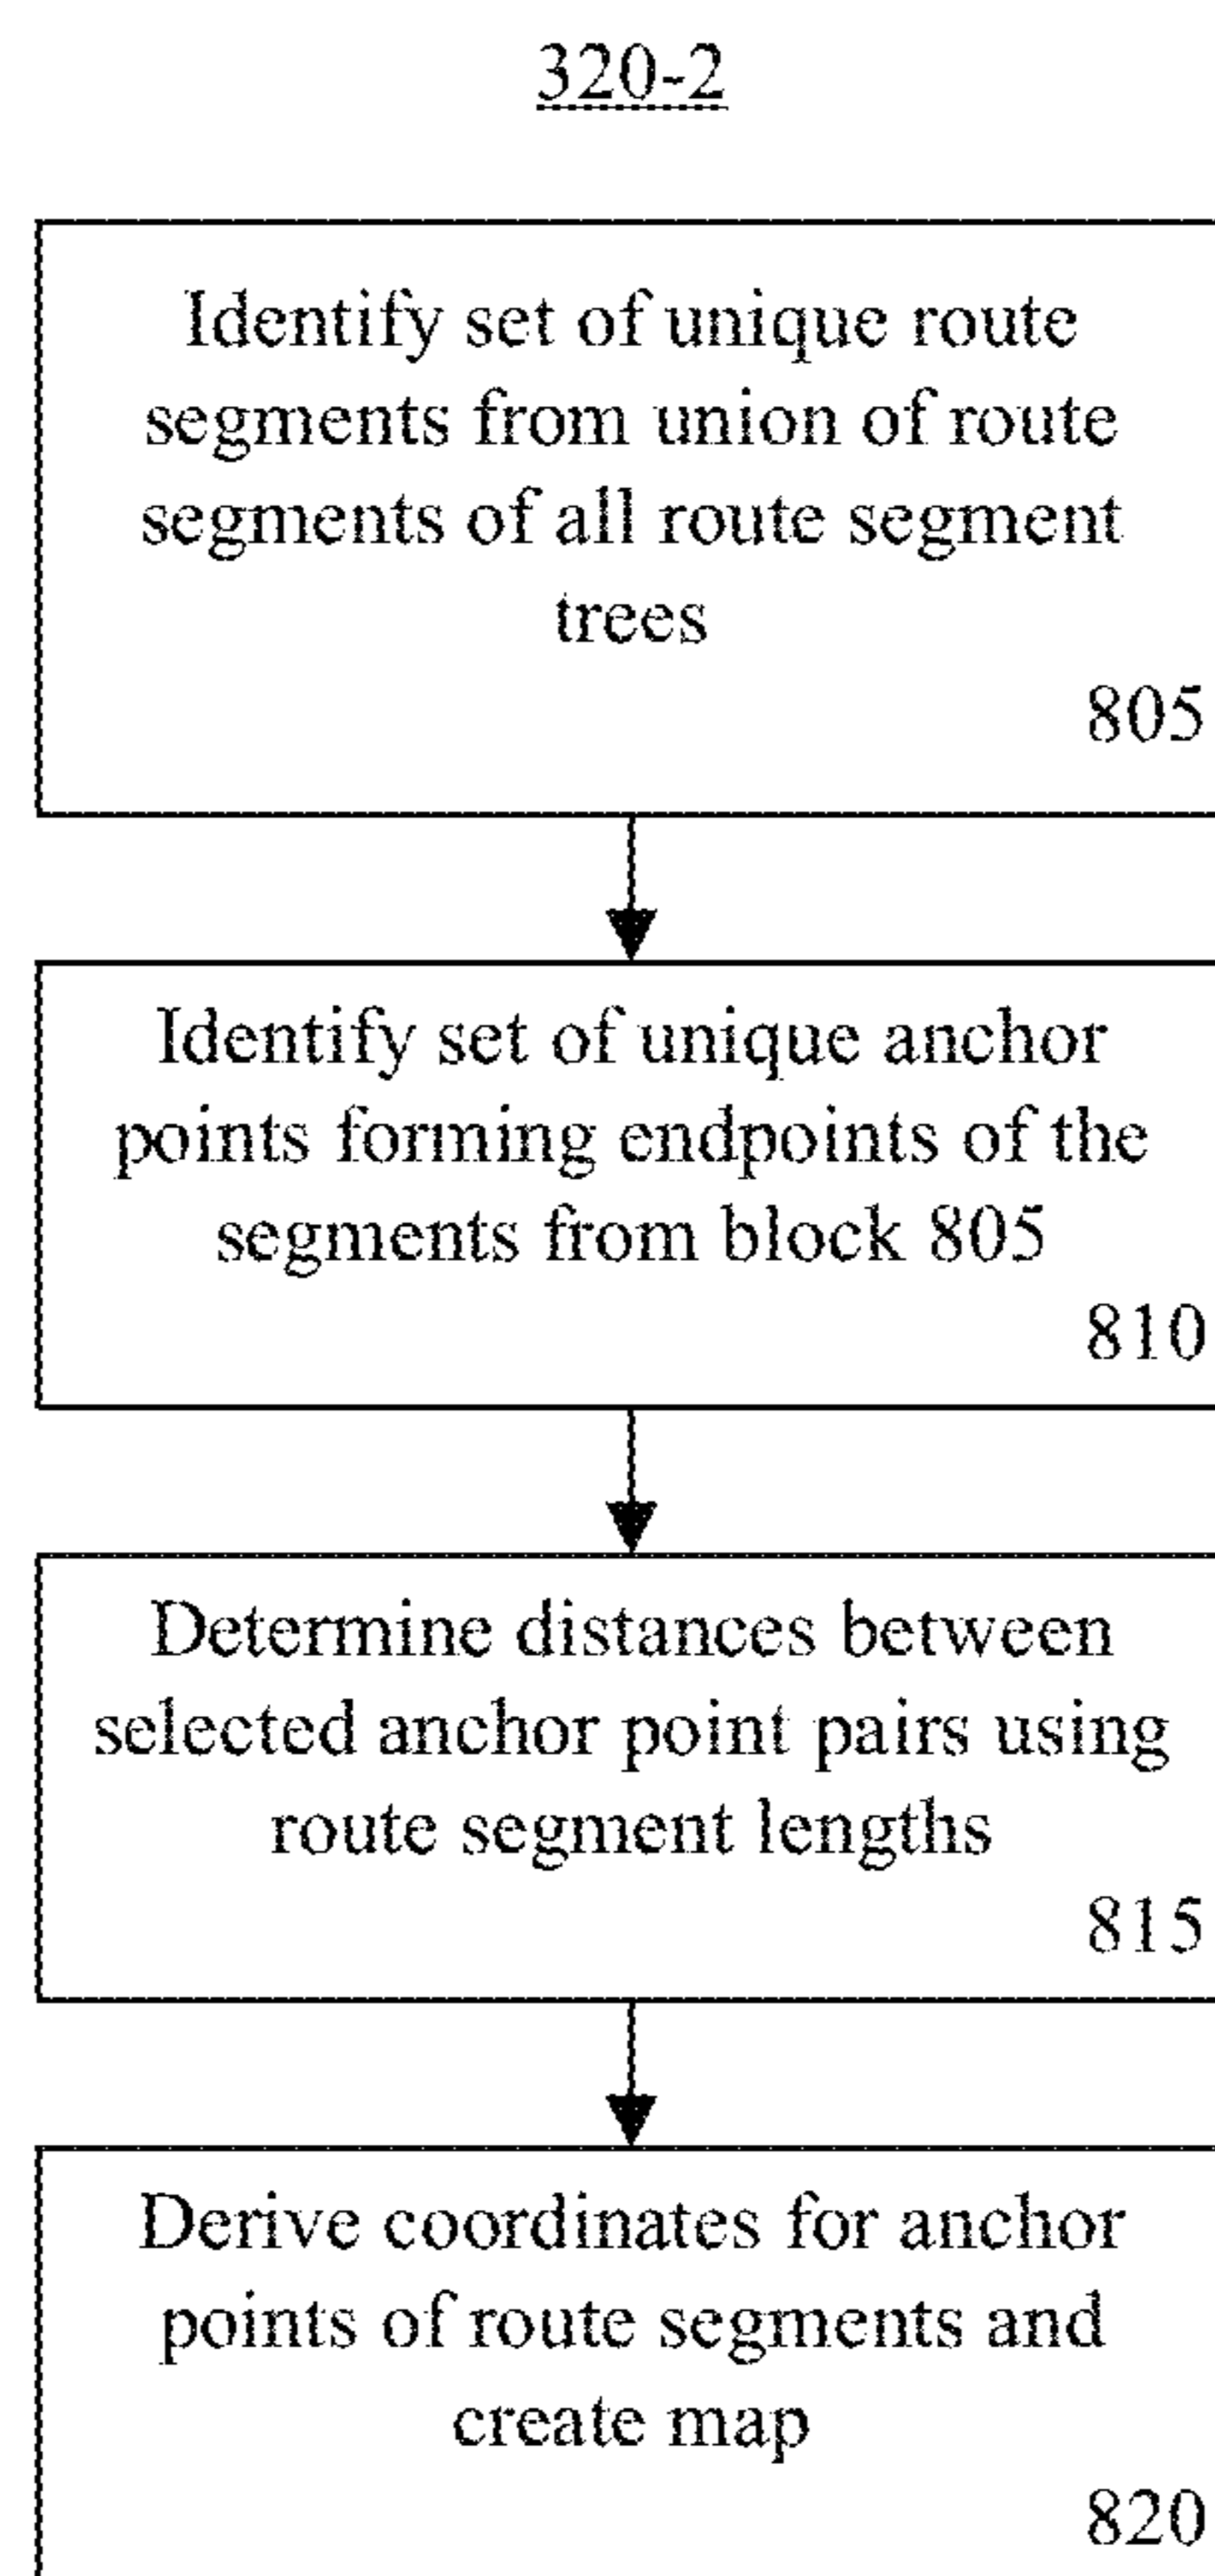 320-2
Identify set of unique route
segments from union of route
segments of all route segment
trees
805
Identify set of unique anchor
points forming endpoints of the
segments from block 805
810
Determine distances between
selected anchor point pairs using
route segment lengths
815
Derive coordinates for anchor
points of route segments and
create map
820